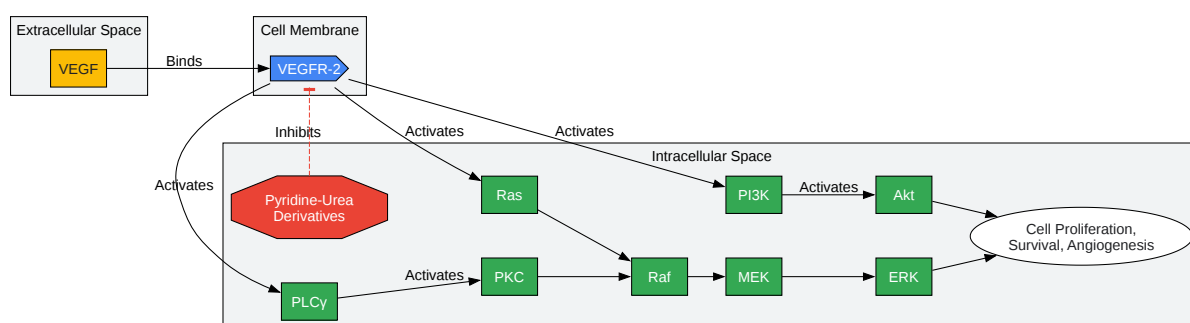 Extracellular Space
Cell Membrane
VEGF
Binds
VEGFR-2
Inhibits
Activates
Activates
Intracellular Space
Activates
Pyridine-Urea
Derivatives
Ras
PI3K
Activates
Akt
Cell Proliferation,
Survival, Angiogenesis
PLCγ
Activates
PKC
Raf
MEK
ERK